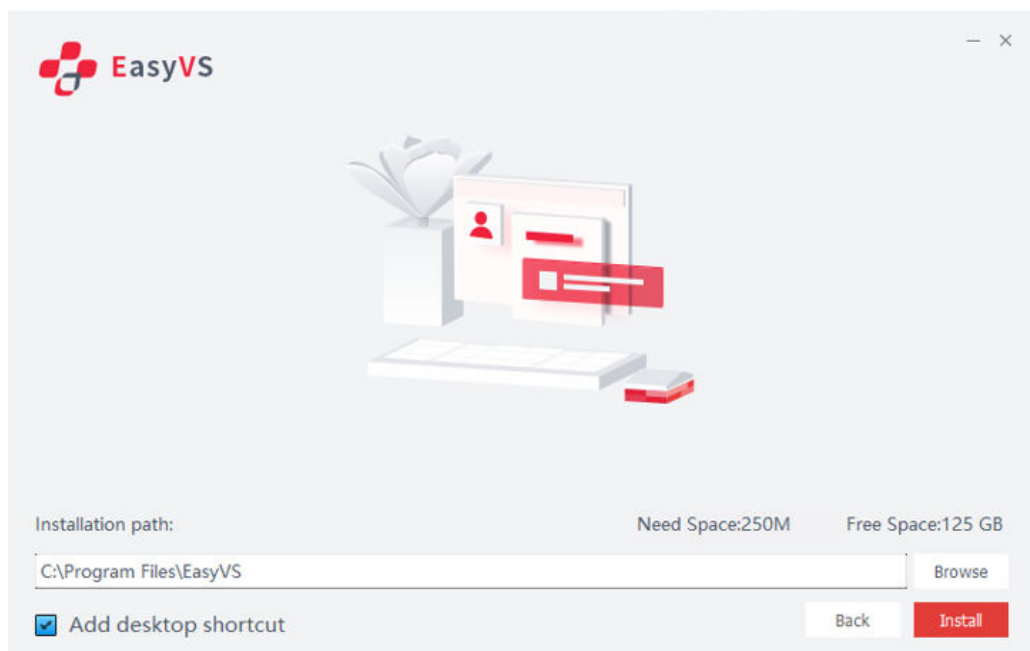 EasyVS
Installation path:
Need Space:250M
Free Space:125 GB
C:\Program Files\EasyVS
Browse
Add desktop shortcut
Back
Install